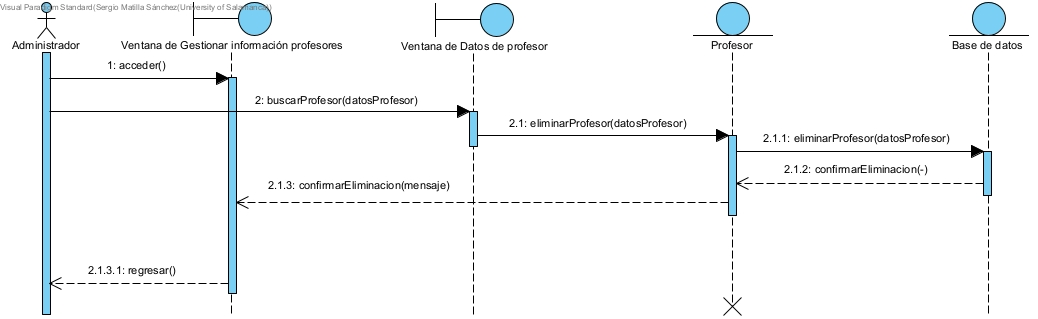 Visual Paradigm Standard(Sergio Matilla Sánchez(University of Salamanca))
Administrador
Ventana de Gestionar información profesores
Ventana de Datos de profesor
Profesor
Base de datos
1: acceder()
2: buscarProfesor(datosProfesor)
2.1: eliminarProfesor(datosProfesor)
2.1.1: eliminarProfesor(datosProfesor)
2.1.2: confirmarEliminacion(-)
2.1.3: confirmarEliminacion(mensaje)
2.1.3.1: regresar()